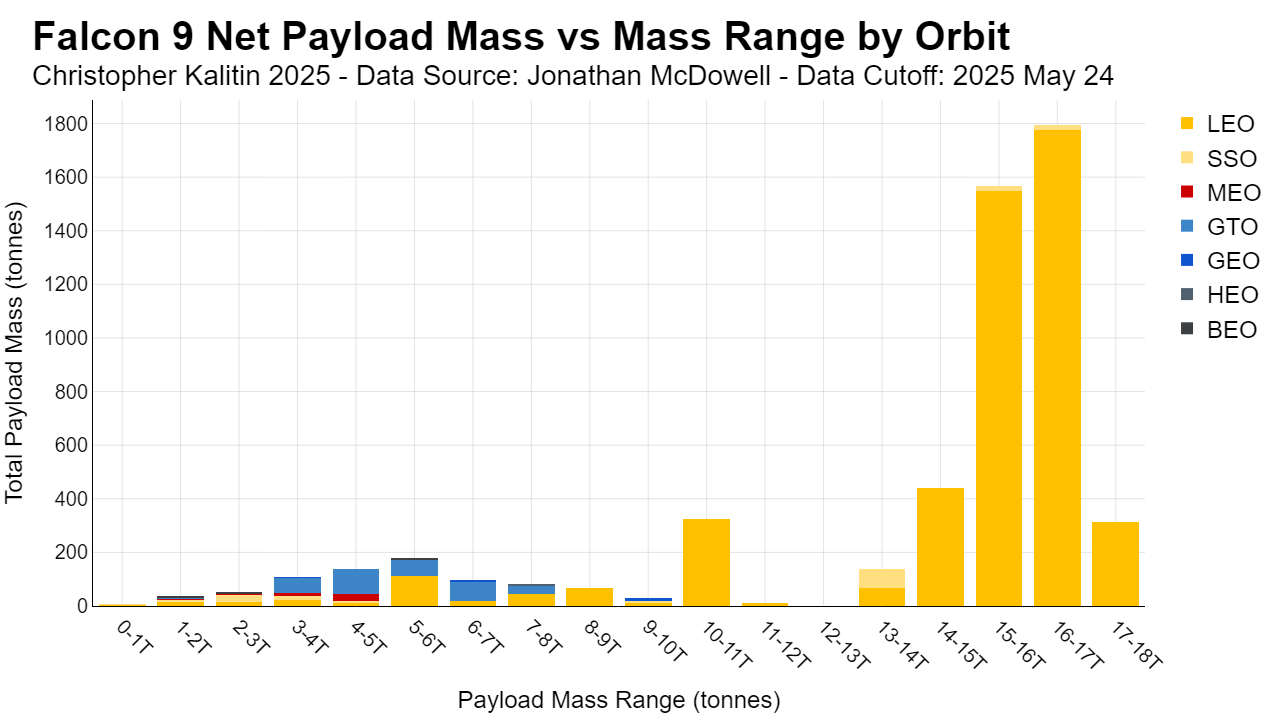 Falcon 9 Net Payload Mass vs Mass Range by Orbit
Christopher Kalitin 2025 - Data Source: Jonathan McDowell - Data Cutoff: 2025 May 24
Total Payload Mass (tonnes)
1800
1600
1400
1200
1000
800
600
400
200
0
LEO
SSO
MEO
GTO
GEO
HEO
BEO
0-1T
1-2T
2-3T
3-4T
4-5T
5-6T
6-7T
7-8T
8-9T
9-10T
10-11T
11-12T
12-13T
13-14T
14-15T
15-16T
16-17T
17-18T
Payload Mass Range (tonnes)